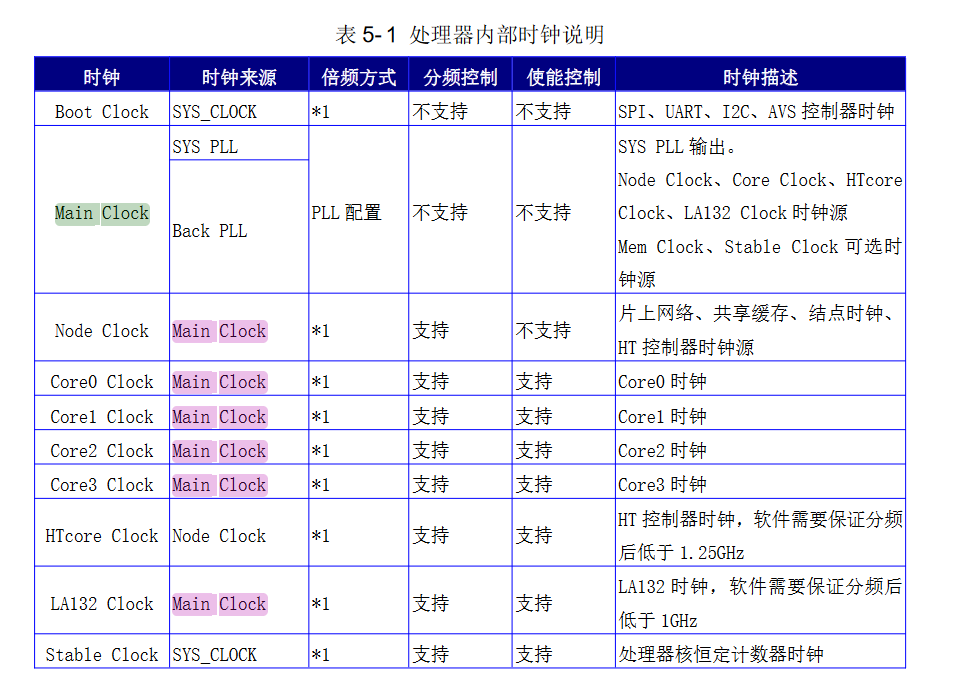 表 5-1 处理器内部时钟说明
时钟 时钟来源 倍频方式 分频控制 使能控制 时钟描述
Boot Clock SYS_CLOCK *1 不支持 不支持 SPI、UART、I2C、AVS 控制器时钟
Main Clock SYS PLL PLL 配置 不支持 不支持 SYS PLL 输出。
Node Clock、Core Clock、HTcore
Clock、LA132 Clock 时钟源
Back PLL Mem Clock、Stable Clock 可选时
钟源
Node Clock Main Clock *1 支持 不支持 片上网络、共享缓存、结点时钟、
HT 控制器时钟源
Core0 Clock Main Clock *1 支持 支持 Core0 时钟
Core1 Clock Main Clock *1 支持 支持 Core1 时钟
Core2 Clock Main Clock *1 支持 支持 Core2 时钟
Core3 Clock Main Clock *1 支持 支持 Core3 时钟
HTcore Clock Node Clock *1 支持 支持 HT 控制器时钟，软件需要保证分频
后低于 1.25GHz
LA132 Clock Main Clock *1 支持 支持 LA132 时钟，软件需要保证分频后
低于 1GHz
Stable Clock SYS_CLOCK *1 支持 支持 处理器核恒定计数器时钟